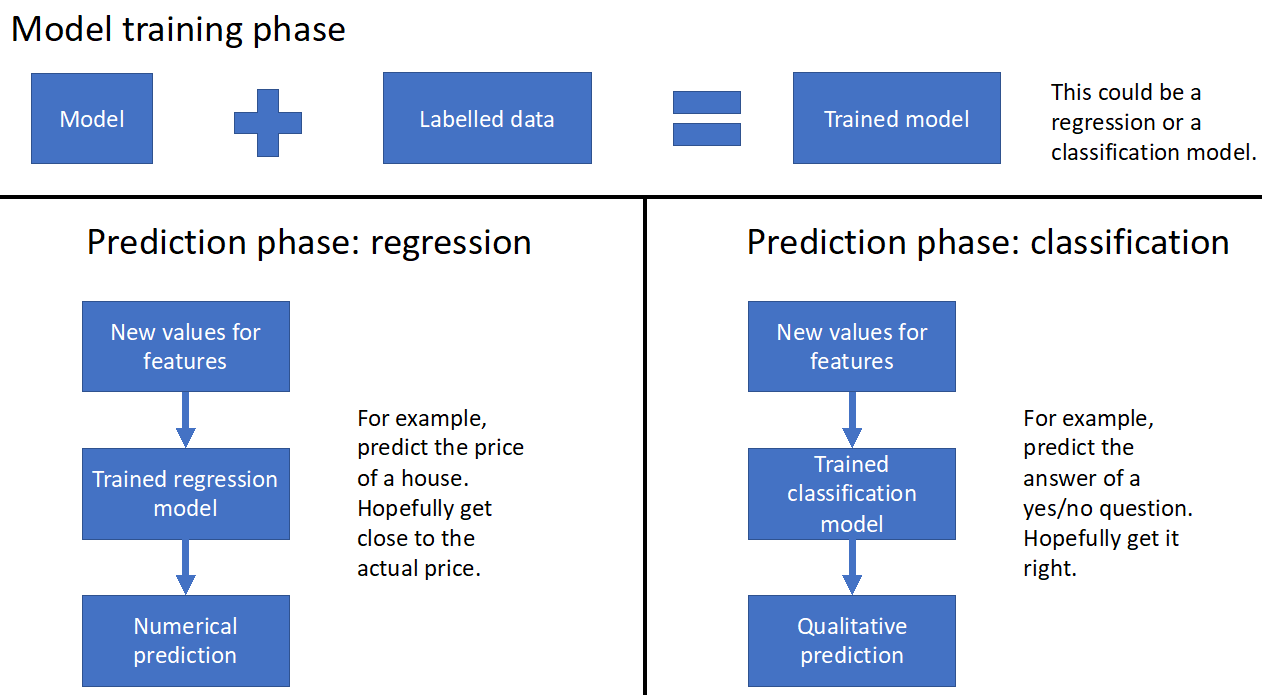 Model training phase
Model
Labelled data
Trained model
This could be a
regression or a
classification model.
Prediction phase: regression
New values for
features
Trained regression
model
Numerical
prediction
For example,
predict the price
of a house.
Hopefully get
close to the
actual price.
Prediction phase: classification
New values for
features
Trained
classification
model
Qualitative
prediction
For example,
predict the
answer of a
yes/no question.
Hopefully get it
right.